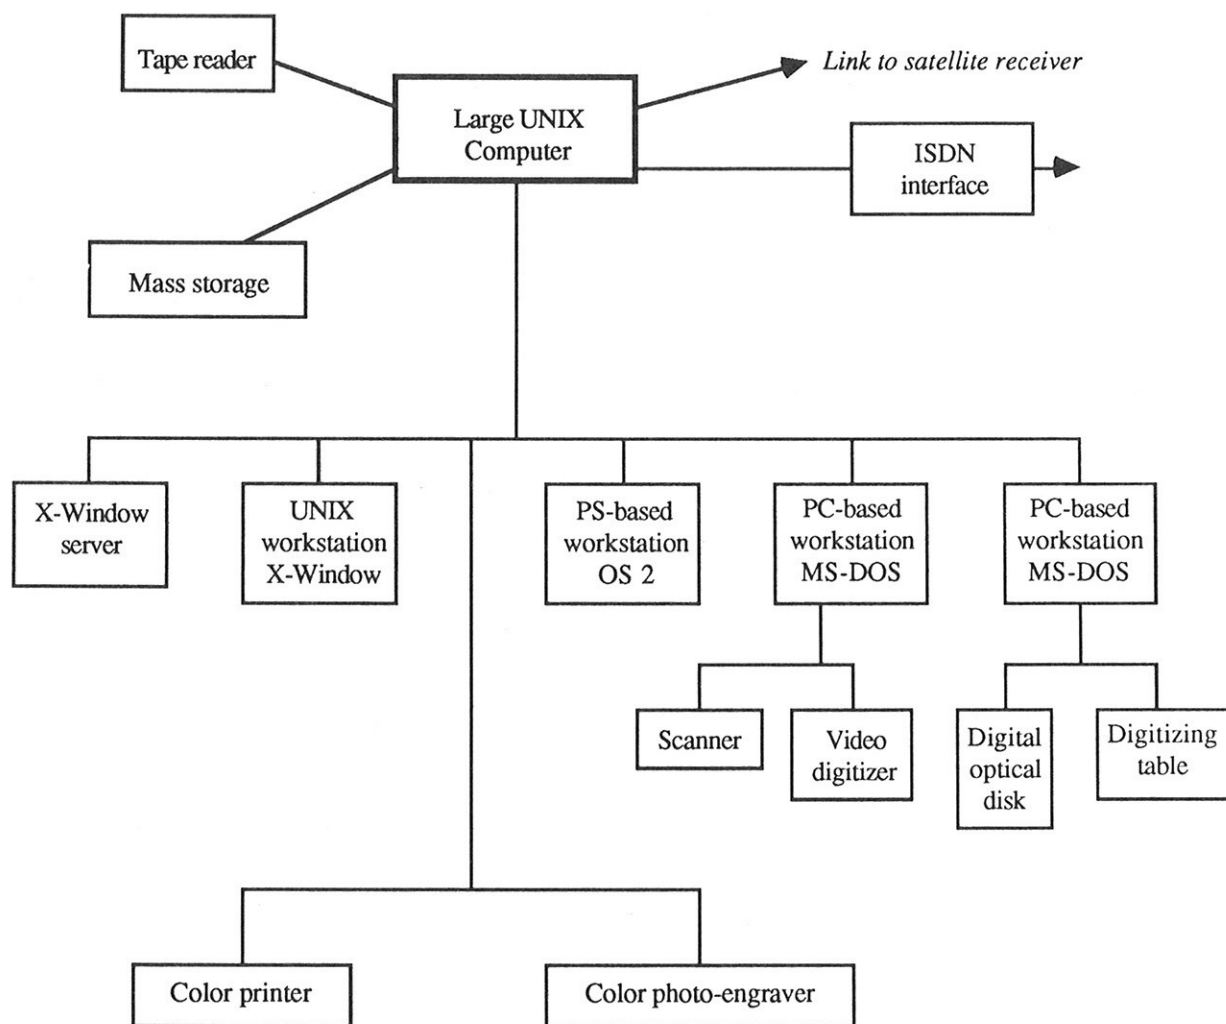 Tape reader
Link to satellite receiver
Large UNIX
Computer
ISDN
interface
Mass storage
X-Window
server
UNIX
workstation
X-Window
PS-based
workstation
OS 2
PC-based
workstation
MS-DOS
PC-based
workstation
MS-DOS
Scanner
Video
digitizer
Digital
optical
disk
Digitizing
table
Color printer
Color photo-engraver